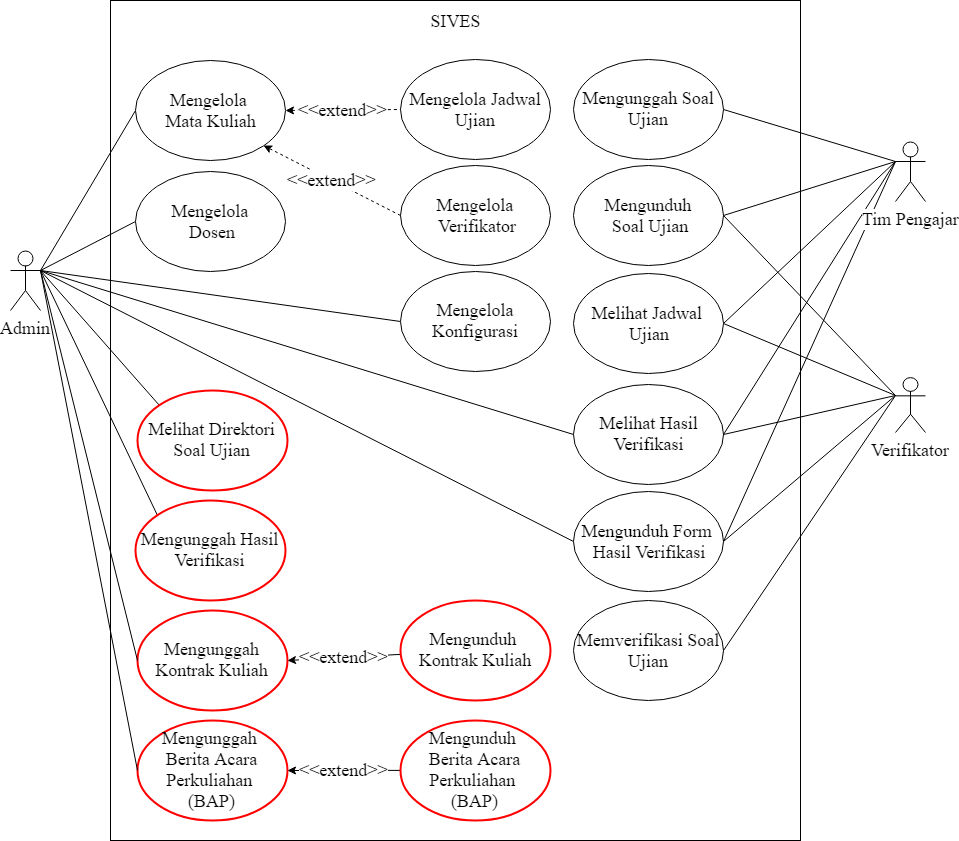 SIVES
Mengelola
Mata Kuliah
<<extend>>
Mengelola Jadwal
Ujian
Mengunggah Soal
Ujian
<<extend>>
Mengelola
Dosen
Mengelola
Verifikator
Mengunduh
Soal Ujian
Tim Pengajar
Admin
Mengelola
Konfigurasi
Melihat Jadwal
Ujian
Melihat Direktori
Soal Ujian
Melihat Hasil
Verifikasi
Verifikator
Mengunggah Hasil
Verifikasi
Mengunduh Form
Hasil Verifikasi
Mengunggah
Kontrak Kuliah
<<extend>>
Mengunduh
Kontrak Kuliah
Memverifikasi Soal
Ujian
Mengunggah
Berita Acara
Perkuliahan
(BAP)
<<extend>>
Mengunduh
Berita Acara
Perkuliahan
(BAP)